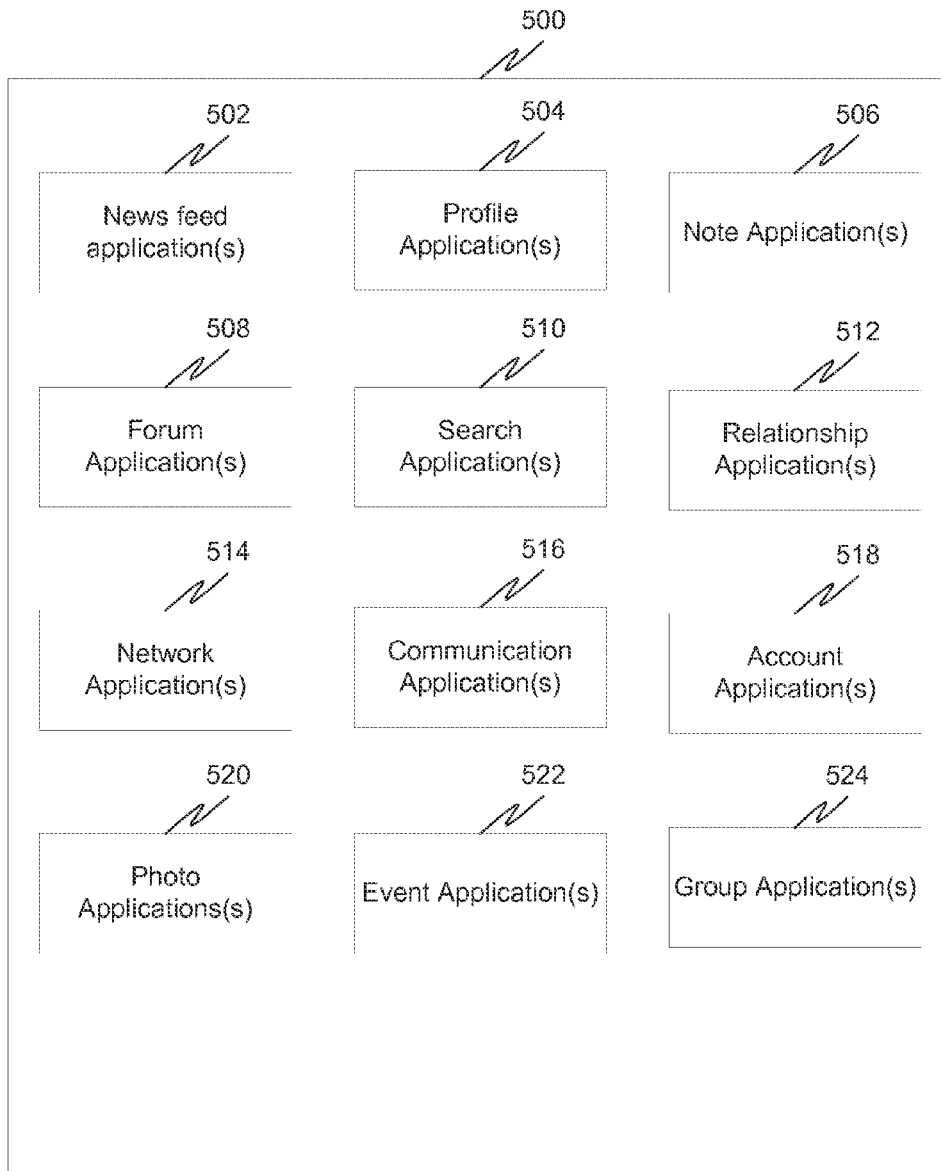 500
502
504
506
News feed
application(s)
Profile
Application(s)
Note Application(s)
508
510
512
Forum
Application(s)
Search
Application(s)
Relationship
Application(s)
514
516
518
Network
Application(s)
Communication
Application(s)
Account
Application(s)
520
522
524
Photo
Applications(s)
Event Application(s)
Group Application(s)